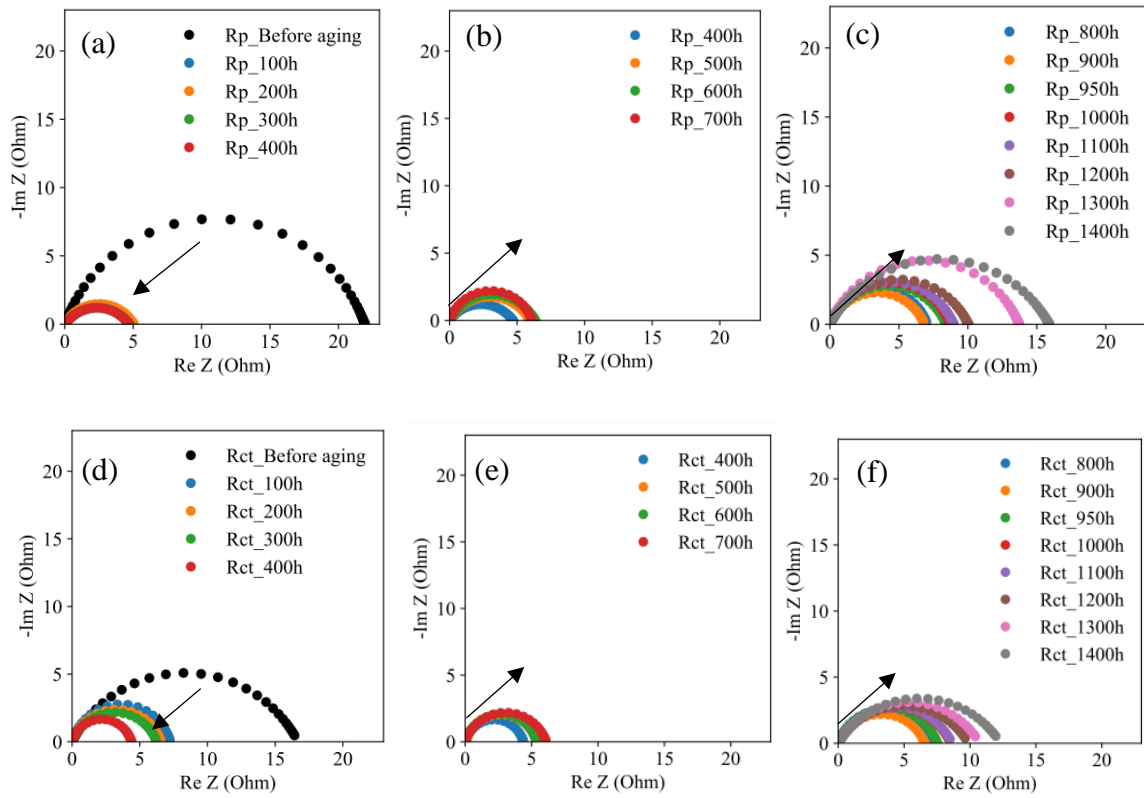 (a)
Rp_Before aging
Rp_100h
Rp_200h
Rp_300h
Rp_400h
-Im Z (Ohm)
20
15
10
5
0
0 5 10 15 20
Re Z (Ohm)
(b)
Rp_400h
Rp_500h
Rp_600h
Rp_700h
-Im Z (Ohm)
20
15
10
5
0
0 5 10 15 20
Re Z (Ohm)
(c)
Rp_800h
Rp_900h
Rp_950h
Rp_1000h
Rp_1100h
Rp_1200h
Rp_1300h
Rp_1400h
-Im Z (Ohm)
20
15
10
5
0
0 5 10 15 20
Re Z (Ohm)
(d)
Rct_Before aging
Rct_100h
Rct_200h
Rct_300h
Rct_400h
-Im Z (Ohm)
20
15
10
5
0
0 5 10 15 20
Re Z (Ohm)
(e)
Rct_400h
Rct_500h
Rct_600h
Rct_700h
-Im Z (Ohm)
20
15
10
5
0
0 5 10 15 20
Re Z (Ohm)
(f)
Rct_800h
Rct_900h
Rct_950h
Rct_1000h
Rct_1100h
Rct_1200h
Rct_1300h
Rct_1400h
-Im Z (Ohm)
20
15
10
5
0
0 5 10 15 20
Re Z (Ohm)